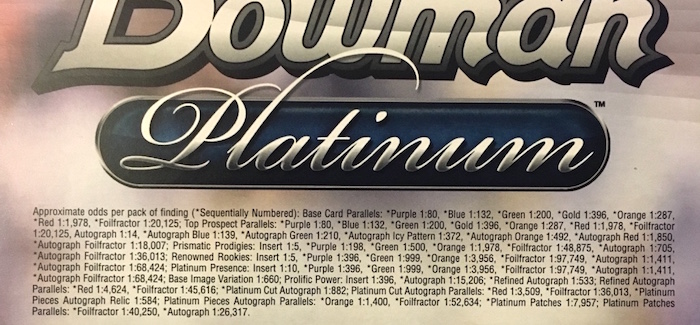 Bowman
Platinum™
Approximate odds per pack of finding (*Sequentially Numbered): Base Card Parallels: *Purple 1:80, *Blue 1:132, *Green 1:200, *Gold 1:396, *Orange 1:287,
*Red 1:1,978, *Foilfractor 1:20,125; Top Prospect Parallels: *Purple 1:80, *Blue 1:132, *Green 1:200, *Gold 1:396, *Orange 1:287, *Red 1:1,978, *Foilfractor
1:20,125, Autograph 1:14, *Autograph Blue 1:139, *Autograph Green 1:210, *Autograph Icy Pattern 1:372, *Autograph Orange 1:492, *Autograph Red 1:1,850,
*Autograph Foilfractor 1:18,007; Prismatic Prodigies: Insert 1:5, *Purple 1:198, *Green 1:500, *Orange 1:1,978, *Foilfractor 1:48,875, *Autograph 1:705,
*Autograph Foilfractor 1:36,013; Renowned Rookies: Insert 1:5, *Purple 1:396, *Green 1:999, *Orange 1:3,956, *Foilfractor 1:97,749, *Autograph 1:1,411,
*Autograph Foilfractor 1:68,424; Platinum Presence: Insert 1:10, *Purple 1:396, *Green 1:999, *Orange 1:3,956, *Foilfractor 1:97,749, *Autograph 1:1,411,
*Autograph Foilfractor 1:68,424; Base Image Variation 1:660; Prolific Power: Insert 1:396, *Autograph 1:15,206; *Refined Autograph 1:533; Refined Autograph
Parallels: *Red 1:4,624, *Foilfractor 1:45,616; *Platinum Cut Autograph 1:882; Platinum Cut Autograph Parallels: *Red 1:3,509, *Foilfractor 1:36,013, *Platinum
Pieces Autograph Relic 1:584; Platinum Pieces Autograph Parallels: *Orange 1:1,400, *Foilfractor 1:52,634; *Platinum Patches 1:7,957; Platinum Patches
Parallels: *Foilfractor 1:40,250, *Autograph 1:26,317.